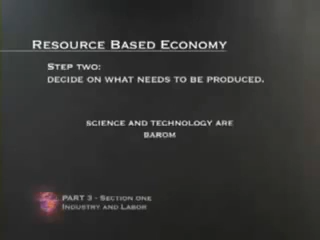 RESOURCE BASED ECONOMY
STEP TWO:
DECIDE ON WHAT NEEDS TO BE PRODUCED.
SCIENCE AND TECHNOLOGY ARE
BAROM
PART 3 - SECTION ONE
INDUSTRY AND LABOR